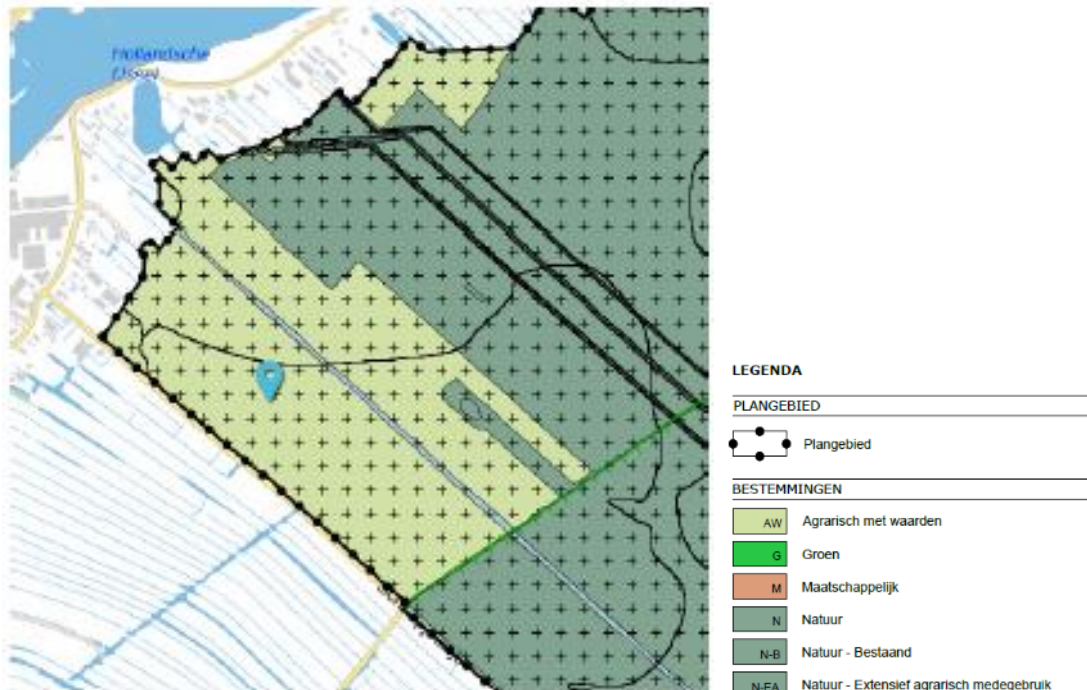 Hollandsche
(IJssel)
LEGENDA
PLANGEBIED
Plangebied
BESTEMMINGEN
AW Agrarisch met waarden
G Groen
M Maatschappelijk
N Natuur
N-B Natuur - Bestaand
N-EA Natuur - Extensief agrarisch medegebruik